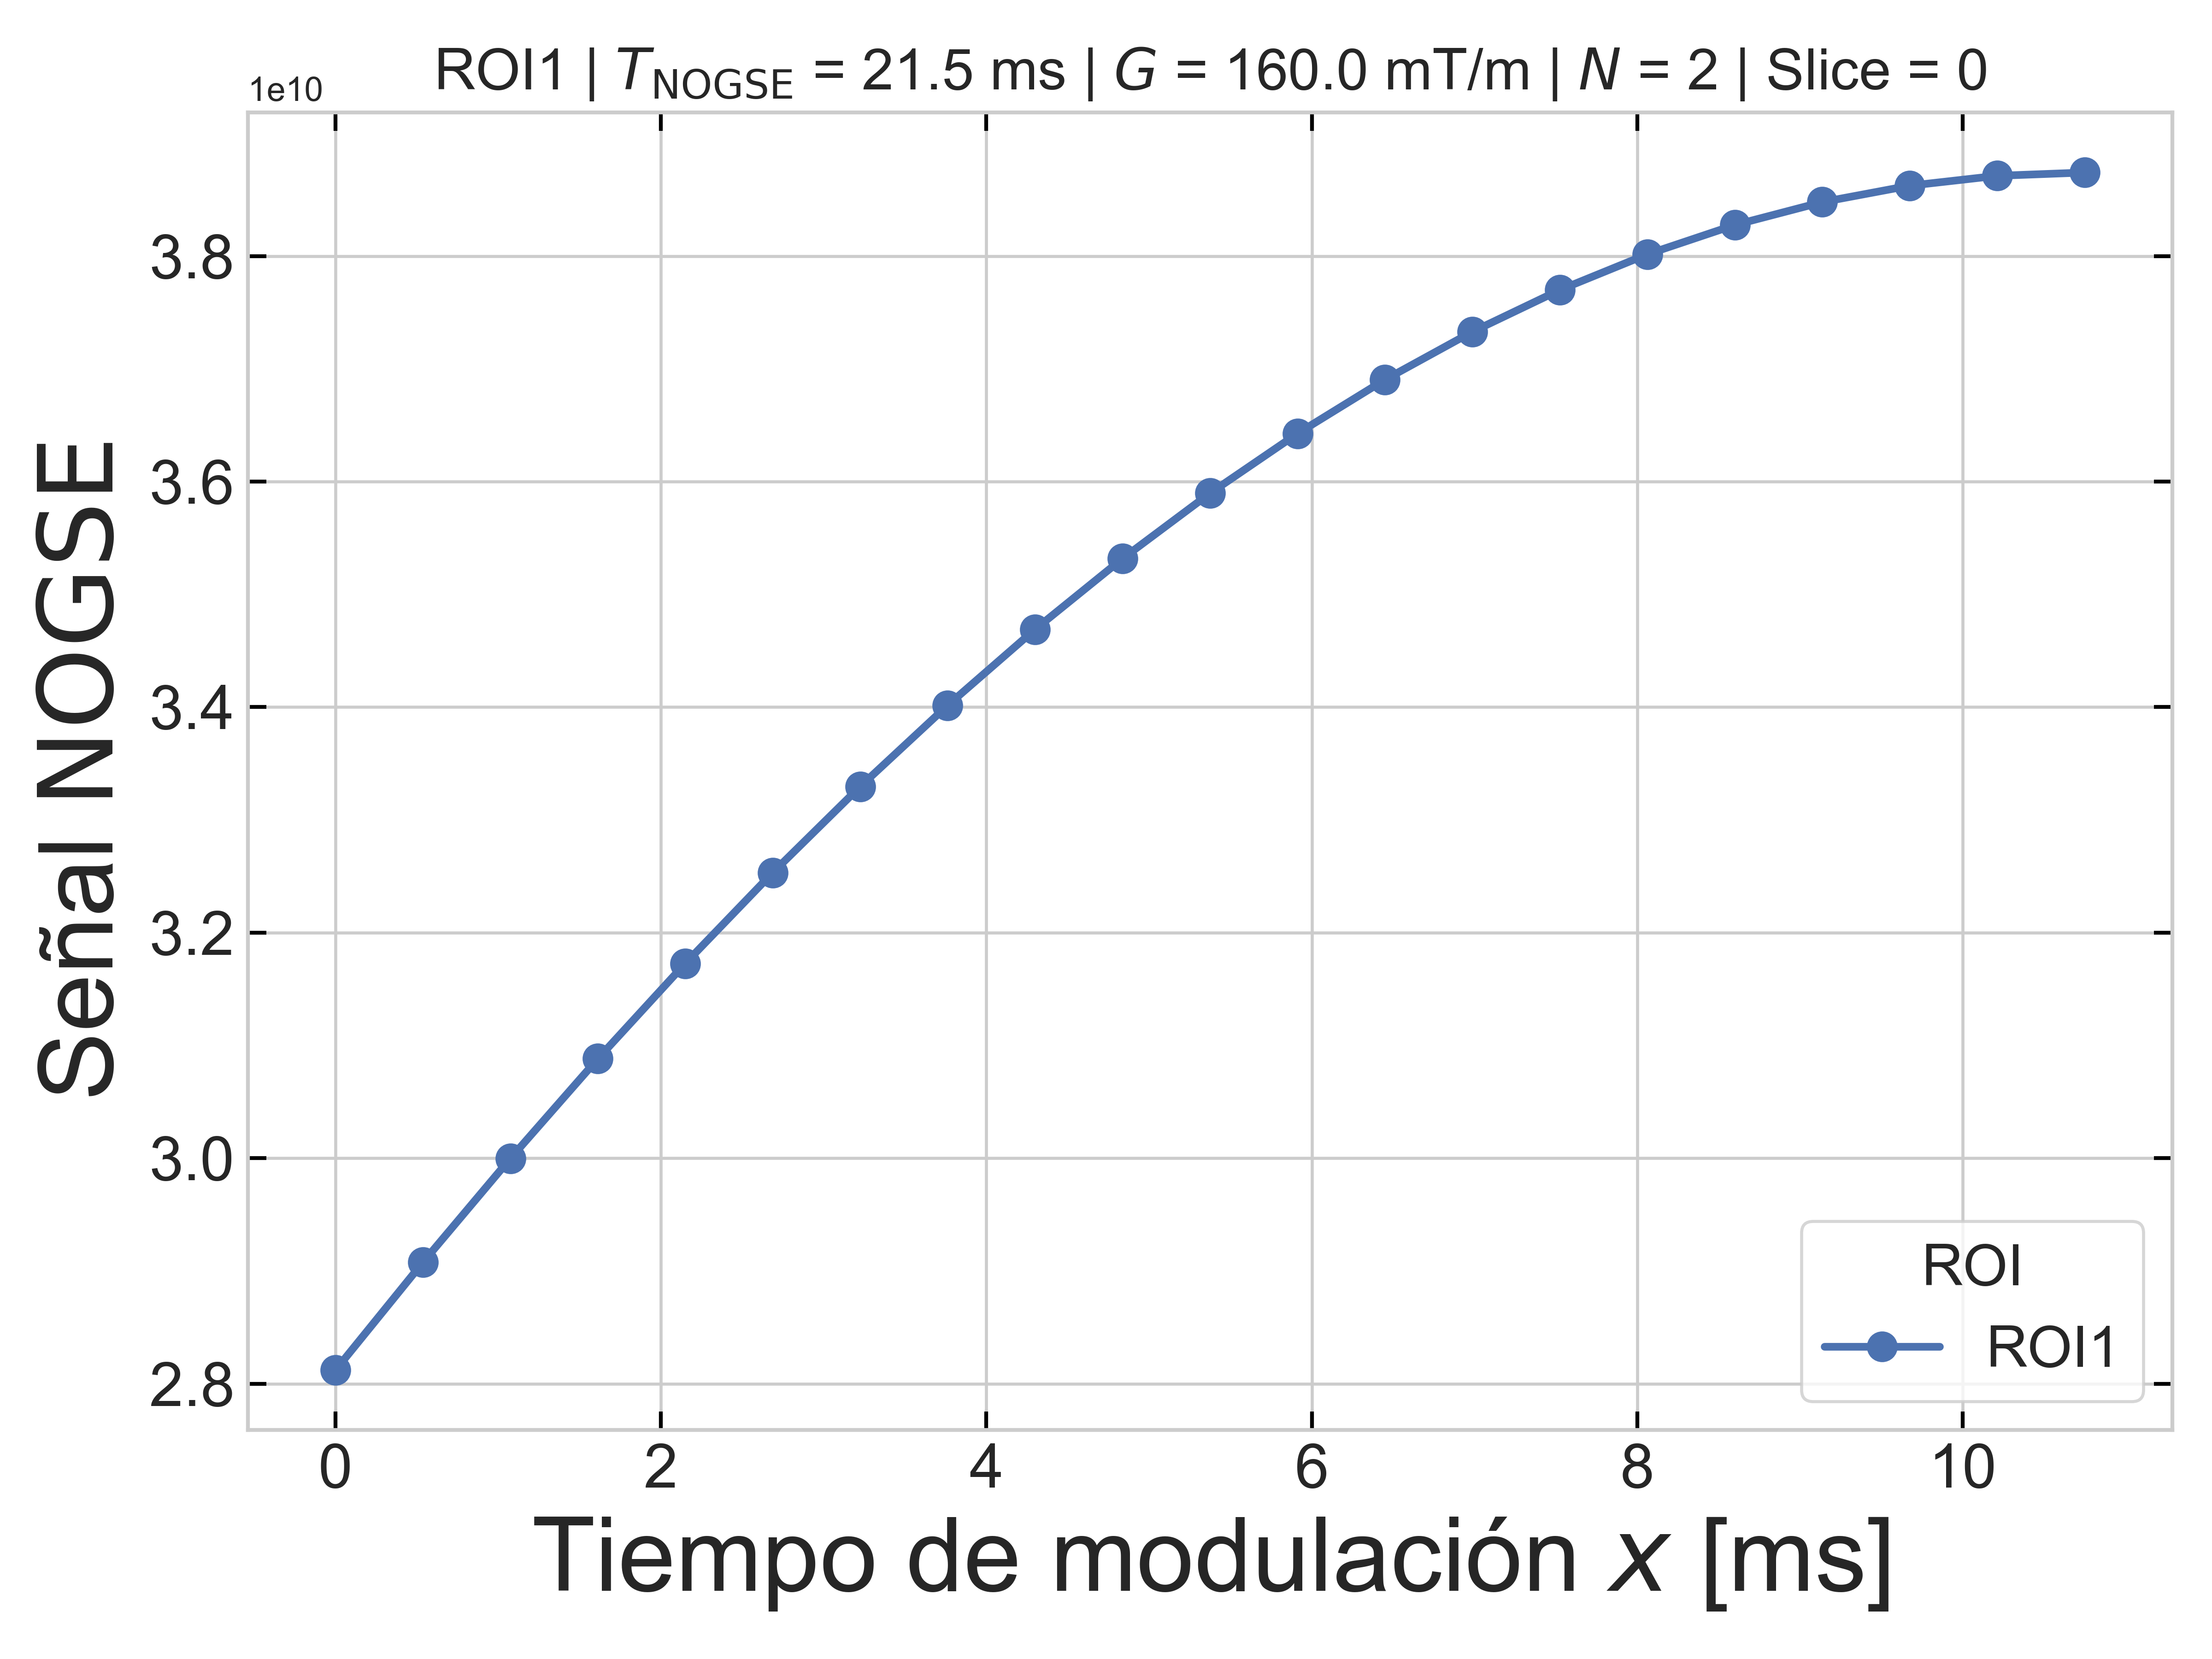 ROI1 | T_NOGSE = 21.5 ms | G = 160.0 mT/m | N = 2 | Slice = 0
1e10
Señal NOGSE
3.8
3.6
3.4
3.2
3.0
2.8
ROI
ROI1
0 2 4 6 8 10
Tiempo de modulación x [ms]